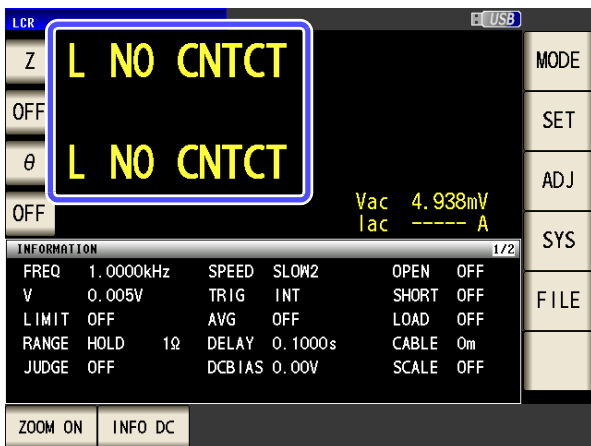 LCR USB
Z L NO CNTCT MODE
OFF SET
θ L NO CNTCT ADJ
OFF Vac 4.938mV
Iac ----- A SYS
INFORMATION 1/2
FREQ 1.0000kHz SPEED SLOW2 OPEN OFF
V 0.005V TRIG INT SHORT OFF FILE
LIMIT OFF AVG OFF LOAD OFF
RANGE HOLD 1Ω DELAY 0.1000s CABLE 0m
JUDGE OFF DCBIAS 0.00V SCALE OFF
ZOOM ON INFO DC